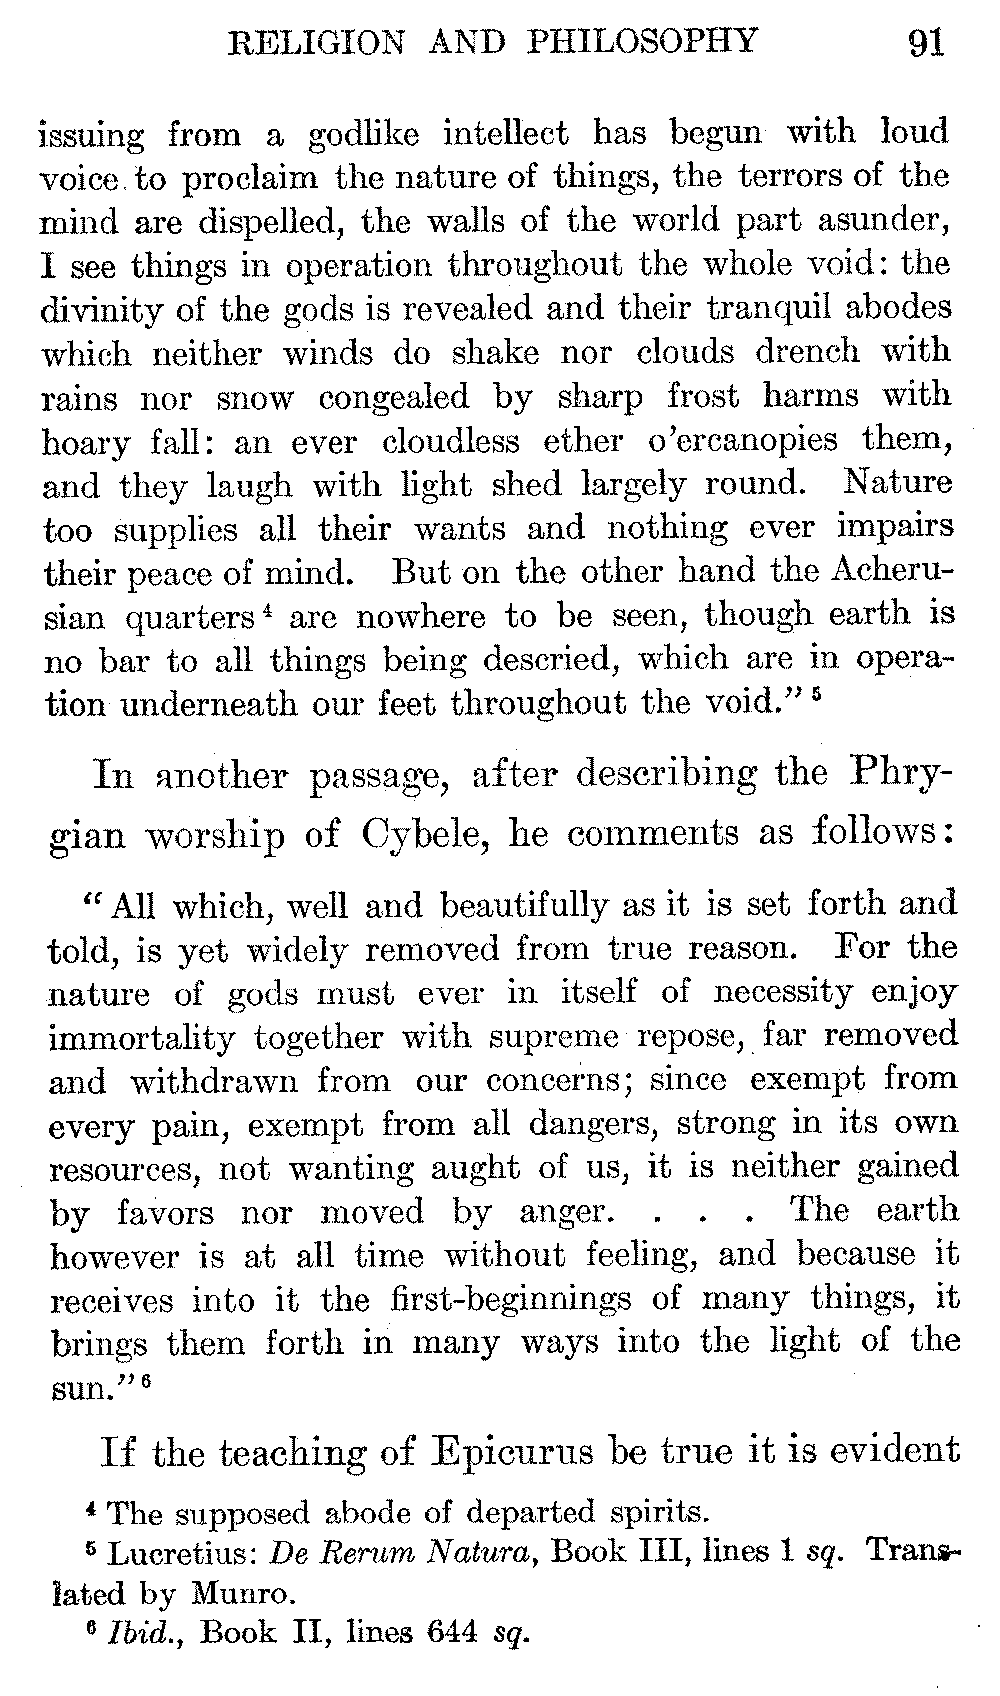 RELIGION AND PHILOSOPHY 91
issuing from a godlike intellect has begun with loud
voice to proclaim the nature of things, the terrors of the
mind are dispelled, the walls of the world part asunder,
I see things in operation throughout the whole void: the
divinity of the gods is revealed and their tranquil abodes
which neither winds do shake nor clouds drench with
rains nor snow congealed by sharp frost harms with
hoary fall: an ever cloudless ether o'ercanopies them,
and they laugh with light shed largely round. Nature
too supplies all their wants and nothing ever impairs
their peace of mind. But on the other hand the Acheru-
sian quarters⁴ are nowhere to be seen, though earth is
no bar to all things being descried, which are in opera-
tion underneath our feet throughout the void." ⁵
In another passage, after describing the Phry-
gian worship of Cybele, he comments as follows:
"All which, well and beautifully as it is set forth and
told, is yet widely removed from true reason. For the
nature of gods must ever in itself of necessity enjoy
immortality together with supreme repose, far removed
and withdrawn from our concerns; since exempt from
every pain, exempt from all dangers, strong in its own
resources, not wanting aught of us, it is neither gained
by favors nor moved by anger. . . . The earth
however is at all time without feeling, and because it
receives into it the first-beginnings of many things, it
brings them forth in many ways into the light of the
sun."⁶
If the teaching of Epicurus be true it is evident
⁴ The supposed abode of departed spirits.
⁵ Lucretius: De Rerum Natura, Book III, lines 1 sq. Trans-
lated by Munro.
⁶ Ibid., Book II, lines 644 sq.